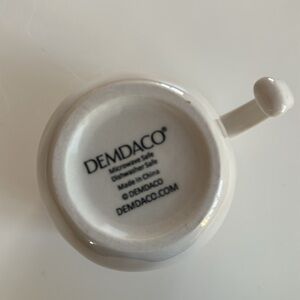 DEMDACO®
Microwave Safe
Dishwasher Safe
Made in China
© DEMDACO
DEMDACO.COM